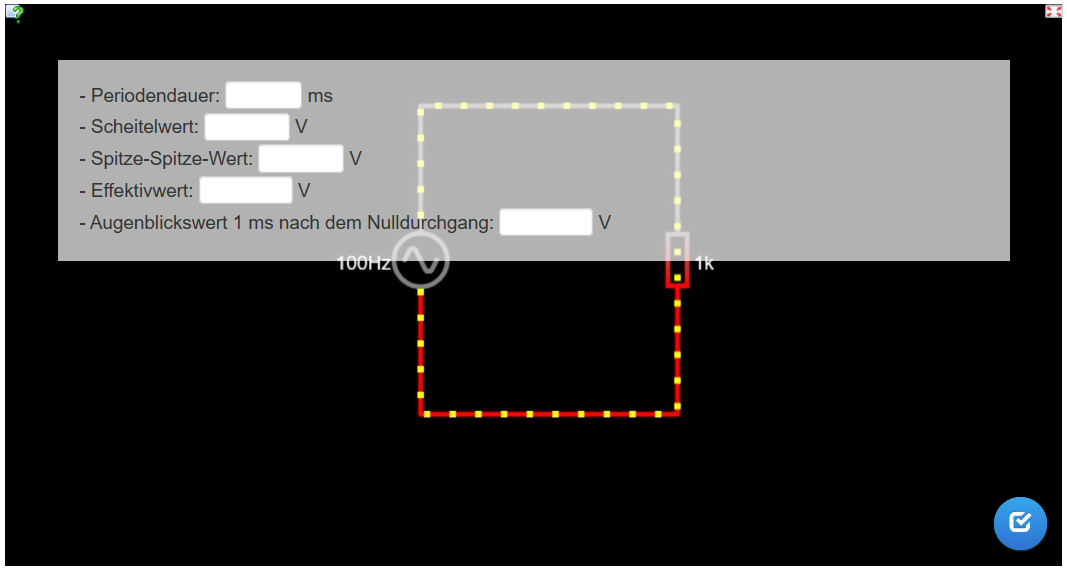 - Periodendauer: ms
- Scheitelwert: V
- Spitze-Spitze-Wert: V
- Effektivwert: V
- Augenblickswert 1 ms nach dem Nulldurchgang: V
100Hz 1k